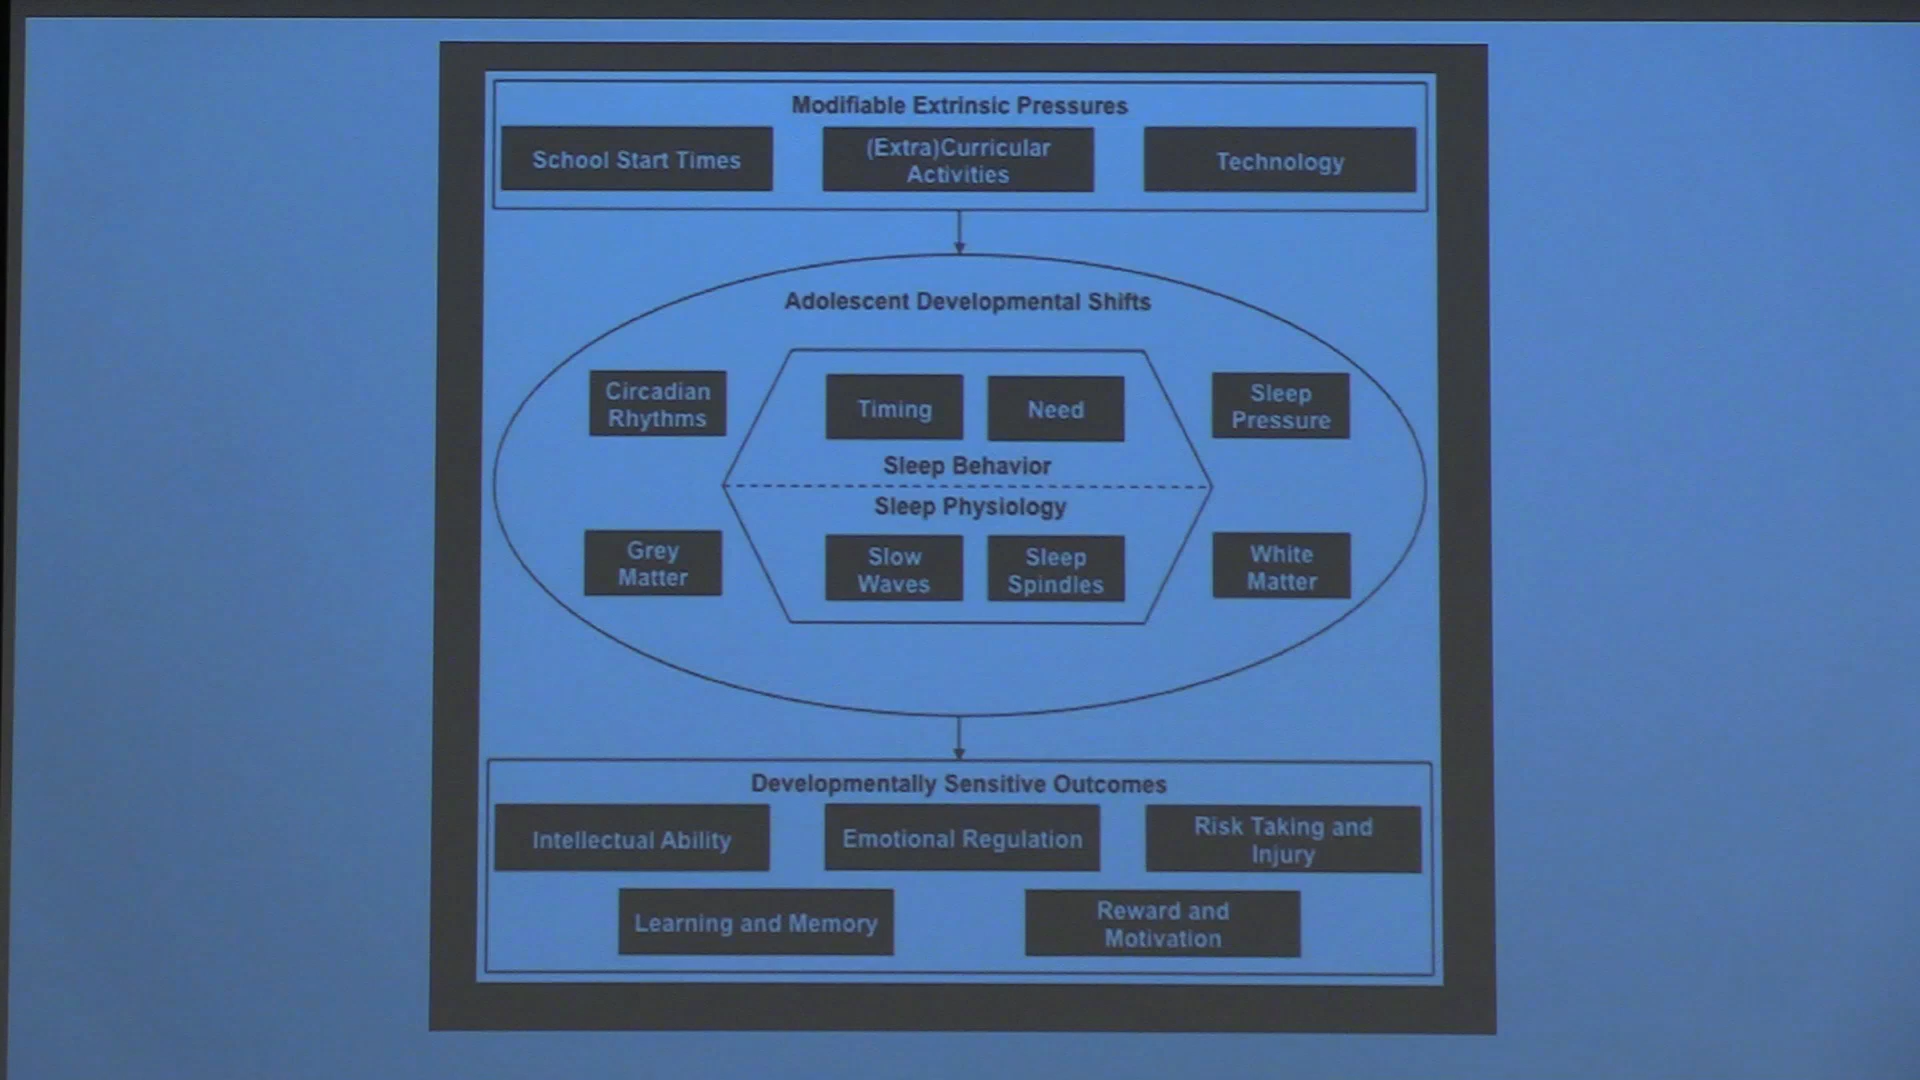 Modifiable Extrinsic Pressures
School Start Times
(Extra)Curricular
Activities
Technology
Adolescent Developmental Shifts
Circadian
Rhythms
Timing
Need
Sleep
Pressure
Sleep Behavior
Sleep Physiology
Grey
Matter
Slow
Waves
Sleep
Spindles
White
Matter
Developmentally Sensitive Outcomes
Intellectual Ability
Emotional Regulation
Risk Taking and
Injury
Learning and Memory
Reward and
Motivation